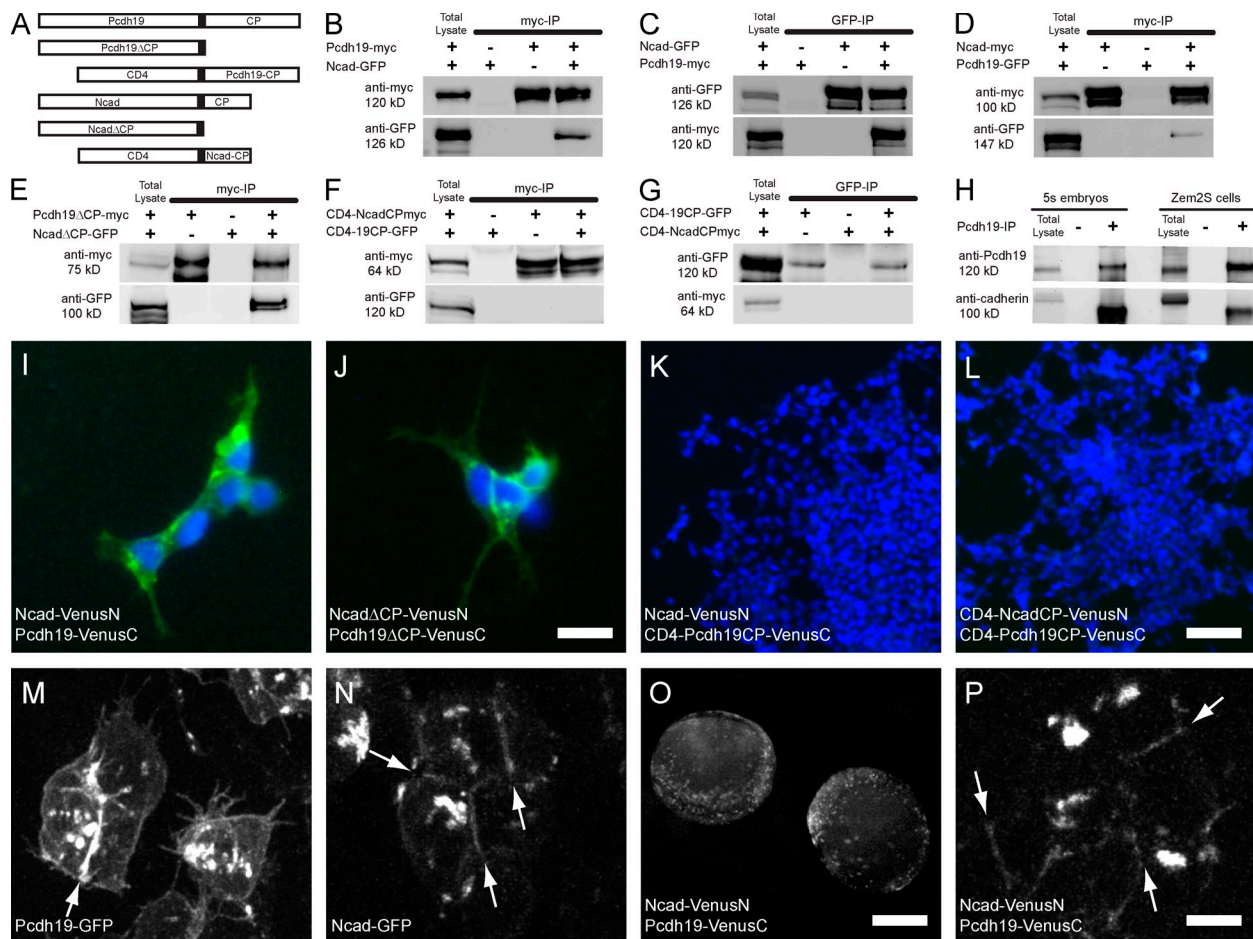 A
Pcdh19 CP
Pcdh19ΔCP
CD4 Pcdh19-CP
Ncad CP
NcadΔCP
CD4 Ncad-CP
B
Total Lysate myc-IP
Pcdh19-myc + - + +
Ncad-GFP + + - +
anti-myc
120 kD
anti-GFP
126 kD
C
Total Lysate GFP-IP
Ncad-GFP + - + +
Pcdh19-myc + + - +
anti-GFP
126 kD
anti-myc
120 kD
D
Total Lysate myc-IP
Ncad-myc + + - +
Pcdh19-GFP + - + +
anti-myc
100 kD
anti-GFP
147 kD
E
Total Lysate myc-IP
Pcdh19ΔCP-myc + + - +
NcadΔCP-GFP + - + +
anti-myc
75 kD
anti-GFP
100 kD
F
Total Lysate myc-IP
CD4-NcadCPmyc + - + +
CD4-19CP-GFP + + - +
anti-myc
64 kD
anti-GFP
120 kD
G
Total Lysate GFP-IP
CD4-19CP-GFP + + - +
CD4-NcadCPmyc + - + +
anti-GFP
120 kD
anti-myc
64 kD
H
5s embryos Zem2S cells
Pcdh19-IP Total Lysate - + Total Lysate - +
anti-Pcdh19
120 kD
anti-cadherin
100 kD
I
Ncad-VenusN
Pcdh19-VenusC
J
NcadΔCP-VenusN
Pcdh19ΔCP-VenusC
K
Ncad-VenusN
CD4-Pcdh19CP-VenusC
L
CD4-NcadCP-VenusN
CD4-Pcdh19CP-VenusC
M
Pcdh19-GFP
N
Ncad-GFP
O
Ncad-VenusN
Pcdh19-VenusC
P
Ncad-VenusN
Pcdh19-VenusC